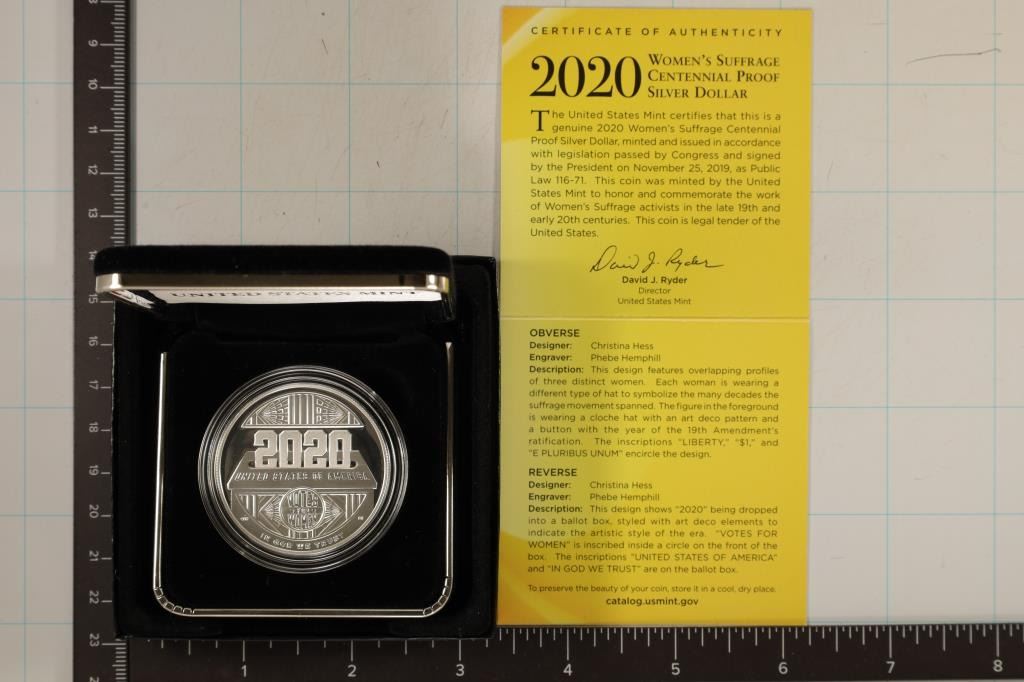 CERTIFICATE OF AUTHENTICITY
2020 WOMEN'S SUFFRAGE
CENTENNIAL PROOF
SILVER DOLLAR
The United States Mint certifies that this is a
genuine 2020 Women's Suffrage Centennial
Proof Silver Dollar, minted and issued in accordance
with legislation passed by Congress and signed
by the President on November 25, 2019, as Public
Law 116-71. This coin was minted by the United
States Mint to honor and commemorate the work
of Women's Suffrage activists in the late 19th and
early 20th centuries. This coin is legal tender of the
United States.
David J. Ryder
David J. Ryder
Director
United States Mint
OBVERSE
Designer: Christina Hess
Engraver: Phebe Hemphill
Description: This design features overlapping profiles
of three distinct women. Each woman is wearing a
different type of hat to symbolize the many decades the
suffrage movement spanned. The figure in the foreground
is wearing a cloche hat with an art deco pattern and
a button with the year of the 19th Amendment's
ratification. The inscriptions "LIBERTY," "$1," and
"E PLURIBUS UNUM" encircle the design.
REVERSE
Designer: Christina Hess
Engraver: Phebe Hemphill
Description: This design shows "2020" being dropped
into a ballot box, styled with art deco elements to
indicate the artistic style of the era. "VOTES FOR
WOMEN" is inscribed inside a circle on the front of the
box. The inscriptions "UNITED STATES OF AMERICA"
and "IN GOD WE TRUST" are on the ballot box.
To preserve the beauty of your coin, store it in a cool, dry place.
catalog.usmint.gov
UNITED STATES MINT
2020
UNITED STATES OF AMERICA
VOTES
FOR
WOMEN
IN GOD WE TRUST
9
10
11
12
13
14
15
16
17
18
19
20
21
22
23
1 2 3 4 5 6 7 8